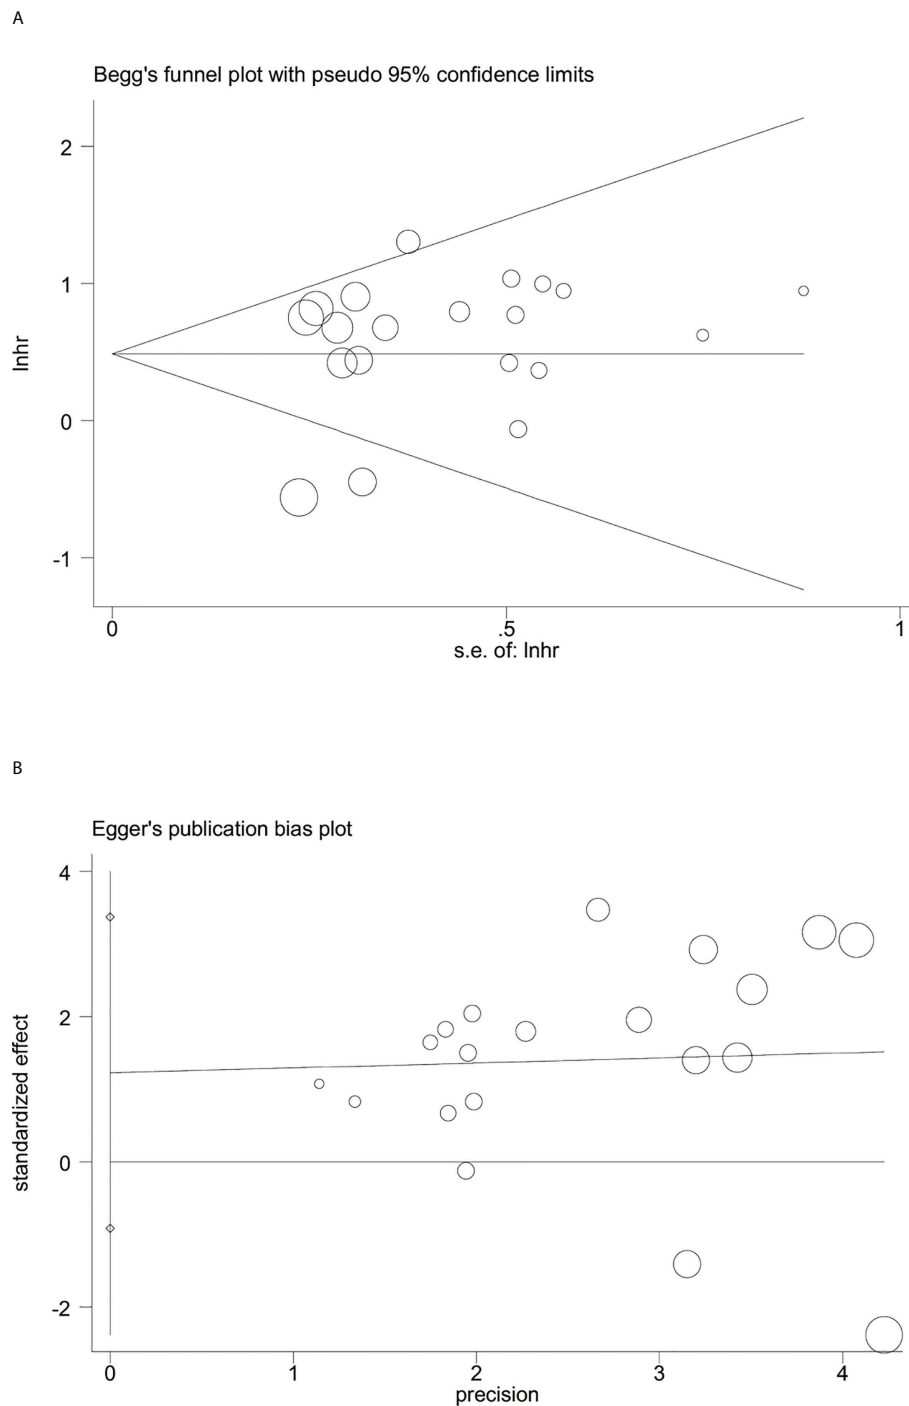 A
Begg's funnel plot with pseudo 95% confidence limits
2
1
0
-1
lnhr
0 .5 1
s.e. of: lnhr
B
Egger's publication bias plot
4
2
0
-2
standardized effect
0 1 2 3 4
precision